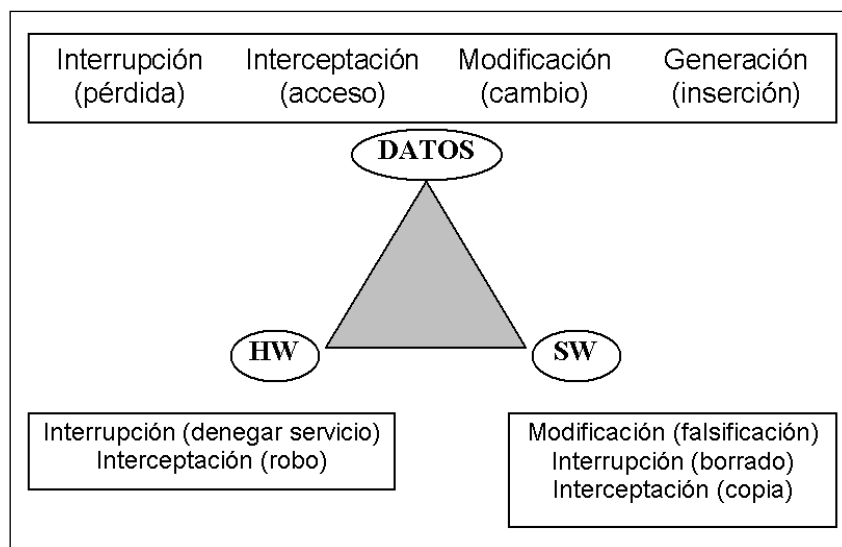 Interrupción Interceptación Modificación Generación
(pérdida) (acceso) (cambio) (inserción)
DATOS
HW SW
Interrupción (denegar servicio)
Interceptación (robo)
Modificación (falsificación)
Interrupción (borrado)
Interceptación (copia)